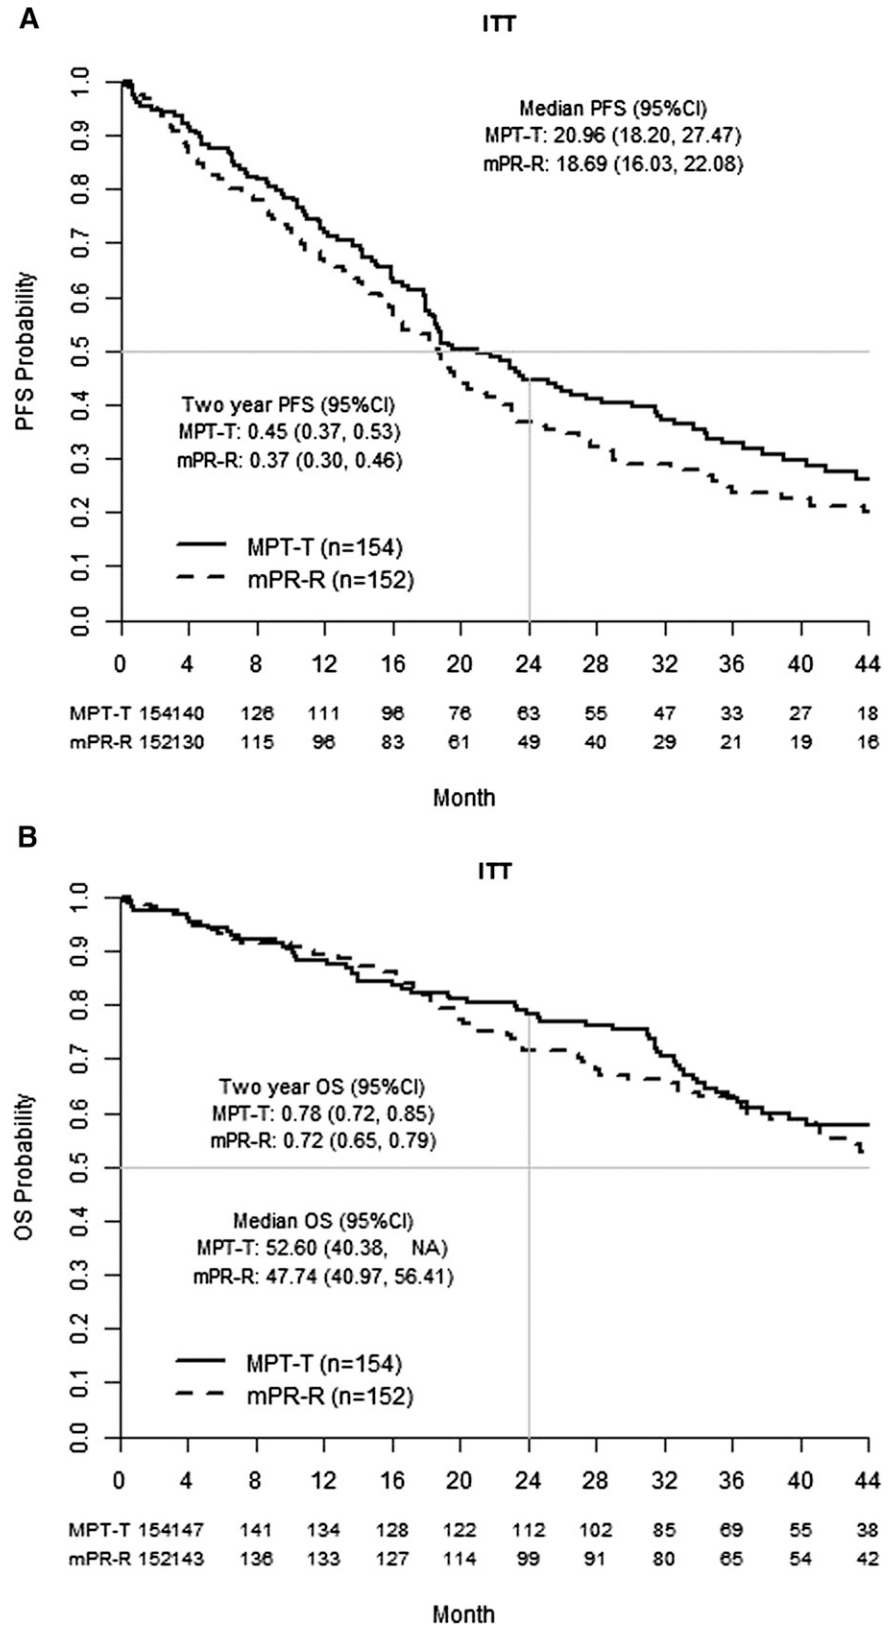 A
ITT
Median PFS (95%CI)
MPT-T: 20.96 (18.20, 27.47)
mPR-R: 18.69 (16.03, 22.08)
PFS Probability
1.0
0.9
0.8
0.7
0.6
0.5
0.4
0.3
0.2
0.1
0.0
Two year PFS (95%CI)
MPT-T: 0.45 (0.37, 0.53)
mPR-R: 0.37 (0.30, 0.46)
MPT-T (n=154)
mPR-R (n=152)
0 4 8 12 16 20 24 28 32 36 40 44
MPT-T 154140 126 111 96 76 63 55 47 33 27 18
mPR-R 152130 115 96 83 61 49 40 29 21 19 16
Month
B
ITT
OS Probability
1.0
0.9
0.8
0.7
0.6
0.5
0.4
0.3
0.2
0.1
0.0
Two year OS (95%CI)
MPT-T: 0.78 (0.72, 0.85)
mPR-R: 0.72 (0.65, 0.79)
Median OS (95%CI)
MPT-T: 52.60 (40.38, NA)
mPR-R: 47.74 (40.97, 56.41)
MPT-T (n=154)
mPR-R (n=152)
0 4 8 12 16 20 24 28 32 36 40 44
MPT-T 154147 141 134 128 122 112 102 85 69 55 38
mPR-R 152143 136 133 127 114 99 91 80 65 54 42
Month